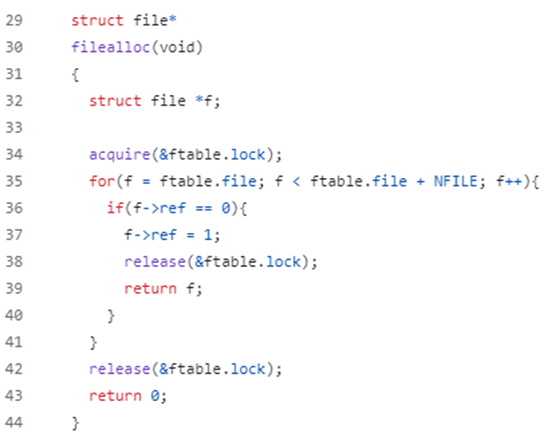 29 struct file*
30 filealloc(void)
31 {
32   struct file *f;
33
34   acquire(&ftable.lock);
35   for(f = ftable.file; f < ftable.file + NFILE; f++){
36     if(f->ref == 0){
37       f->ref = 1;
38       release(&ftable.lock);
39       return f;
40     }
41   }
42   release(&ftable.lock);
43   return 0;
44 }